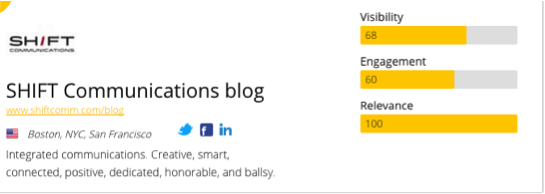 SHIFT
COMMUNICATIONS
SHIFT Communications blog
www.shiftcomm.com/blog
Boston, NYC, San Francisco
Integrated communications. Creative, smart,
connected, positive, dedicated, honorable, and ballsy.
Visibility
68
Engagement
60
Relevance
100